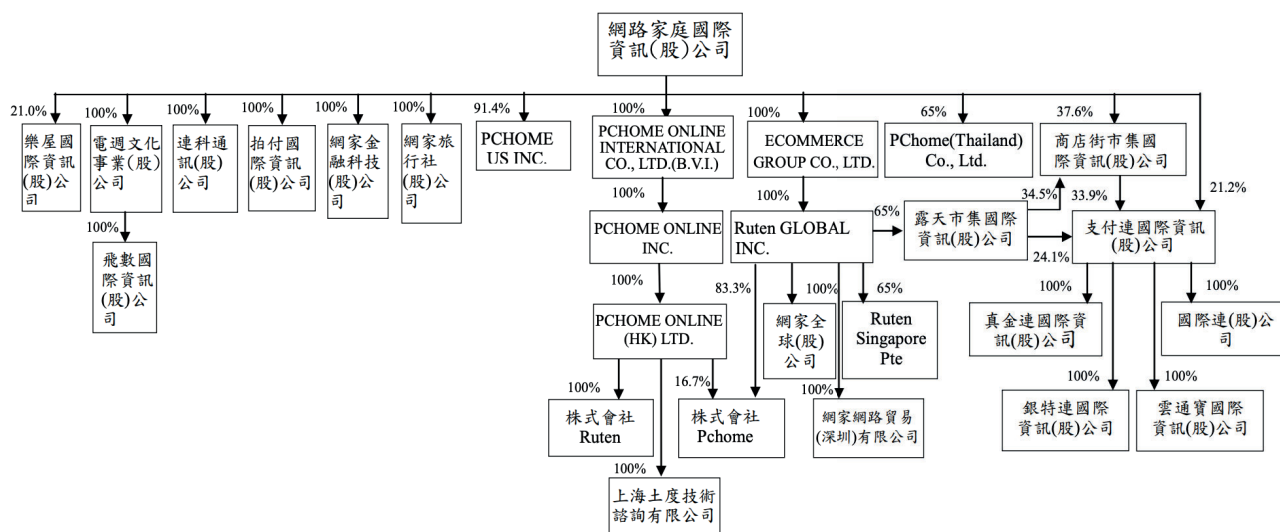 網路家庭國際
資訊(股)公司
21.0%
100%
100%
100%
100%
100%
91.4%
100%
100%
65%
37.6%
樂屋國
際資訊
(股)公
司
電週文化
事業(股)
公司
連科通
訊(股)
公司
拍付國
際資訊
(股)公
司
網家金
融科技
(股)公
司
網家旅
行社
(股)公
司
PCHOME
US INC.
PCHOME ONLINE
INTERNATIONAL
CO., LTD.(B.V.I.)
ECOMMERCE
GROUP CO., LTD.
PChome(Thailand)
Co., Ltd.
商店街市集國
際資訊(股)公司
100%
100%
100%
34.5%
33.9%
21.2%
飛數國
際資訊
(股)公
司
PCHOME ONLINE
INC.
Ruten GLOBAL
INC.
65%
露天市集國際
資訊(股)公司
24.1%
支付連國際資訊
(股)公司
100%
83.3%
100%
65%
100%
100%
PCHOME ONLINE
(HK) LTD.
網家全
球(股)
公司
Ruten
Singapore
Pte
真金連國際資
訊(股)公司
國際連(股)公
司
100%
16.7%
100%
100%
100%
株式會社
Ruten
株式會社
Pchome
網家網路貿易
(深圳)有限公司
銀特連國際
資訊(股)公司
雲通寶國際
資訊(股)公司
100%
上海土度技術
諮詢有限公司